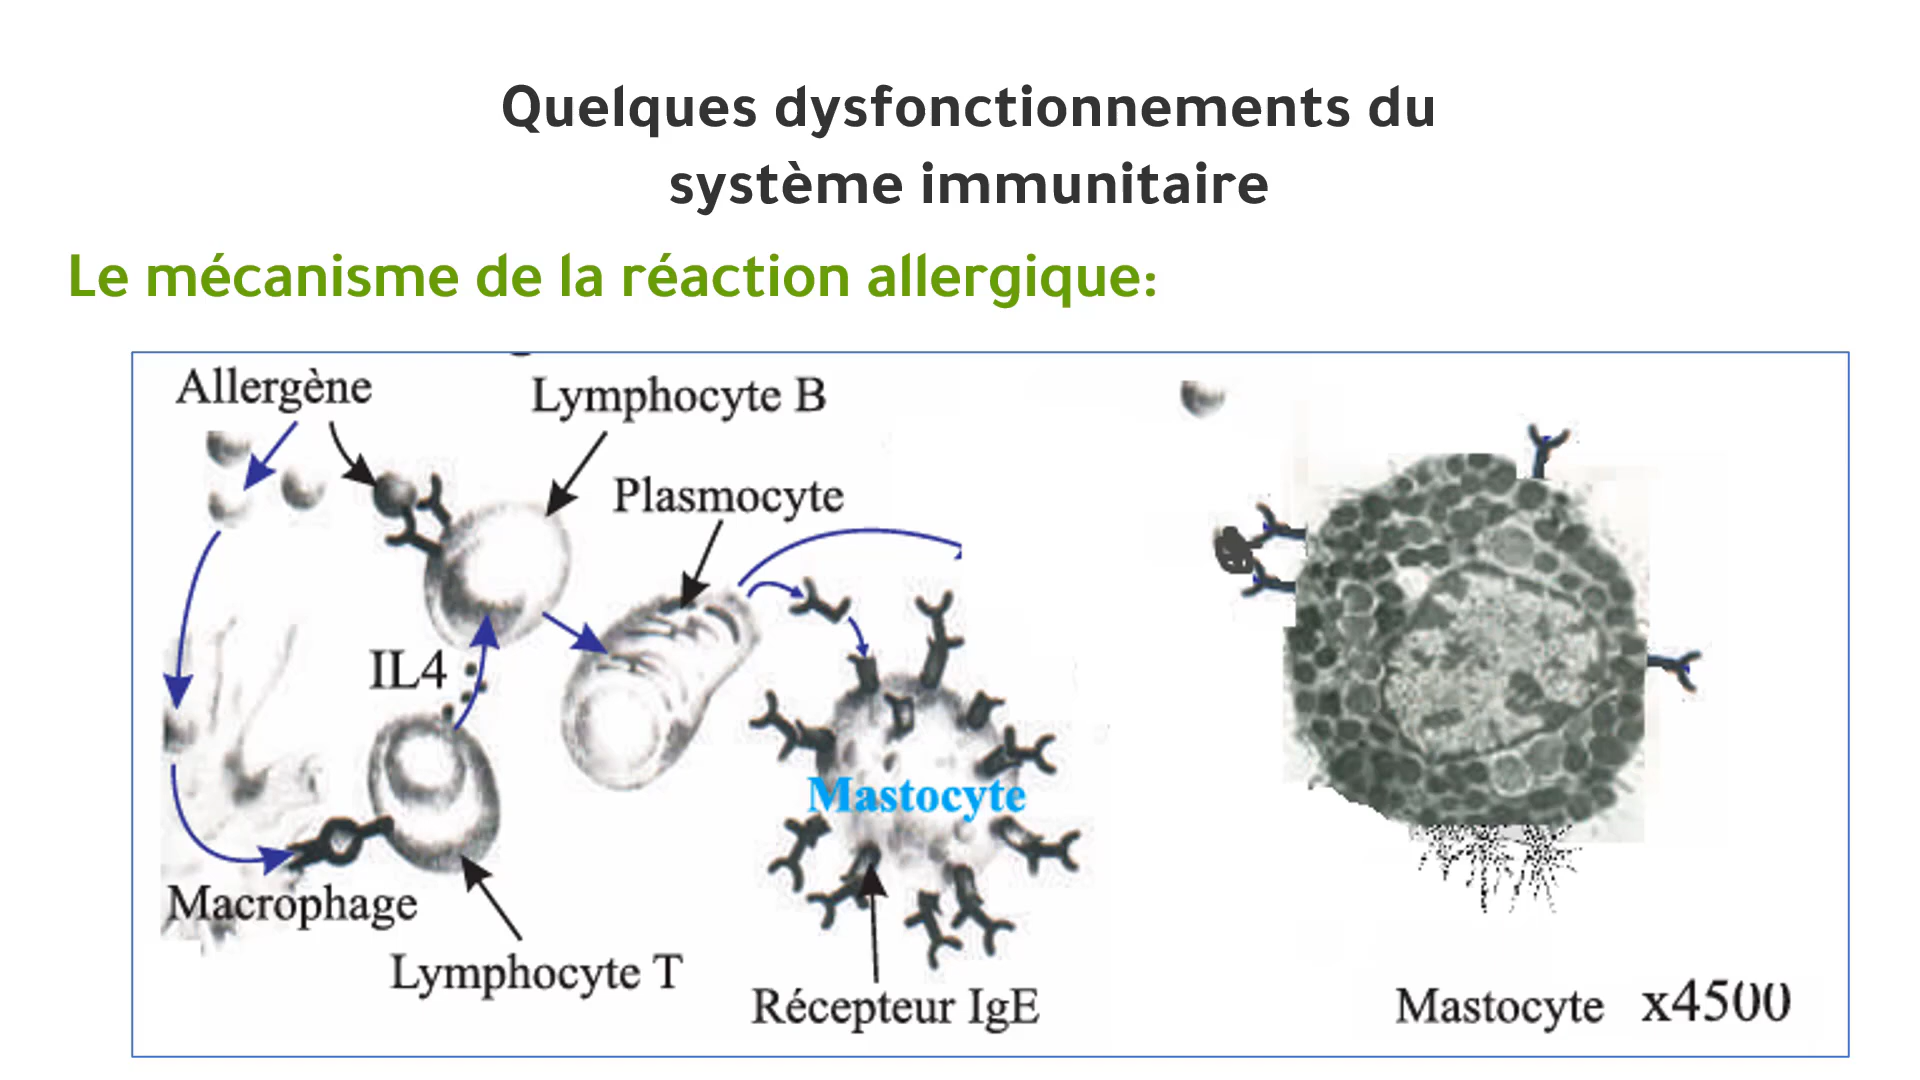 Quelques dysfonctionnements du
système immunitaire
Le mécanisme de la réaction allergique:
Allergène
Lymphocyte B
Plasmocyte
IL4
Mastocyte
Macrophage
Lymphocyte T
Récepteur IgE
Mastocyte x4500